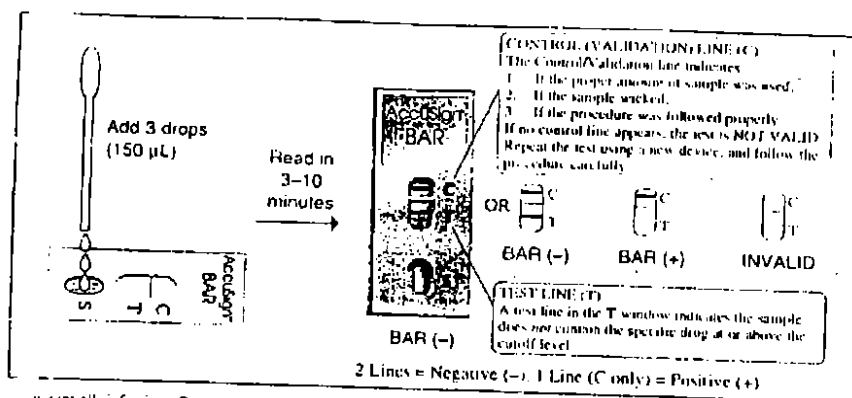 CONTROL (VALIDATION) LINE (C)
The Control/Validation line indicates
1. If the proper amount of sample was used,
2. If the sample wicked,
3. If the procedure was followed properly
If no control line appears, the test is NOT VALID
Repeat the test using a new device, and follow the
procedure carefully
Add 3 drops
(150 µL)
Read in
3–10
minutes
AccuSign
BAR
C
T
OR
C
T
BAR (–)
C
T
BAR (+)
C
T
INVALID
AccuSign
BAR
C
T
S
BAR (–)
TEST LINE (T)
A test line in the T window indicates the sample
does not contain the specific drug at or above the
cutoff level
2 Lines = Negative (–), 1 Line (C only) = Positive (+)